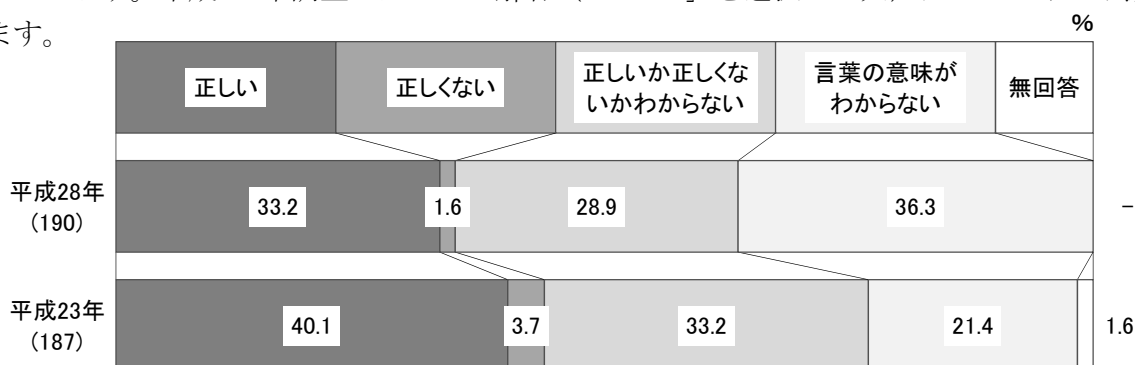 ます。
%
正しい
正しくない
正しいか正しくな
いかわからない
言葉の意味が
わからない
無回答
平成28年
(190)
33.2
1.6
28.9
36.3
-
平成23年
(187)
40.1
3.7
33.2
21.4
1.6